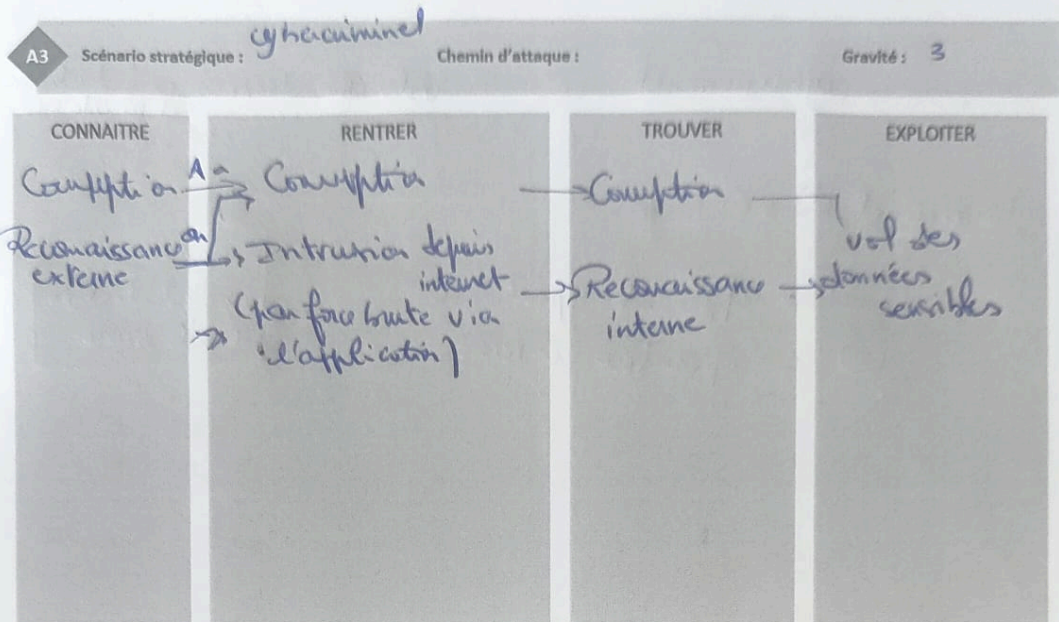 cybercriminel
A3 Scénario stratégique : Chemin d'attaque : Gravité : 3
CONNAITRE RENTRER TROUVER EXPLOITER
Corruption Corruption Corruption
Reconnaissance externe
ou
Intrusion depuis internet
(par force brute via
l'application)
Reconnaissance
interne
vol des
données
sensibles